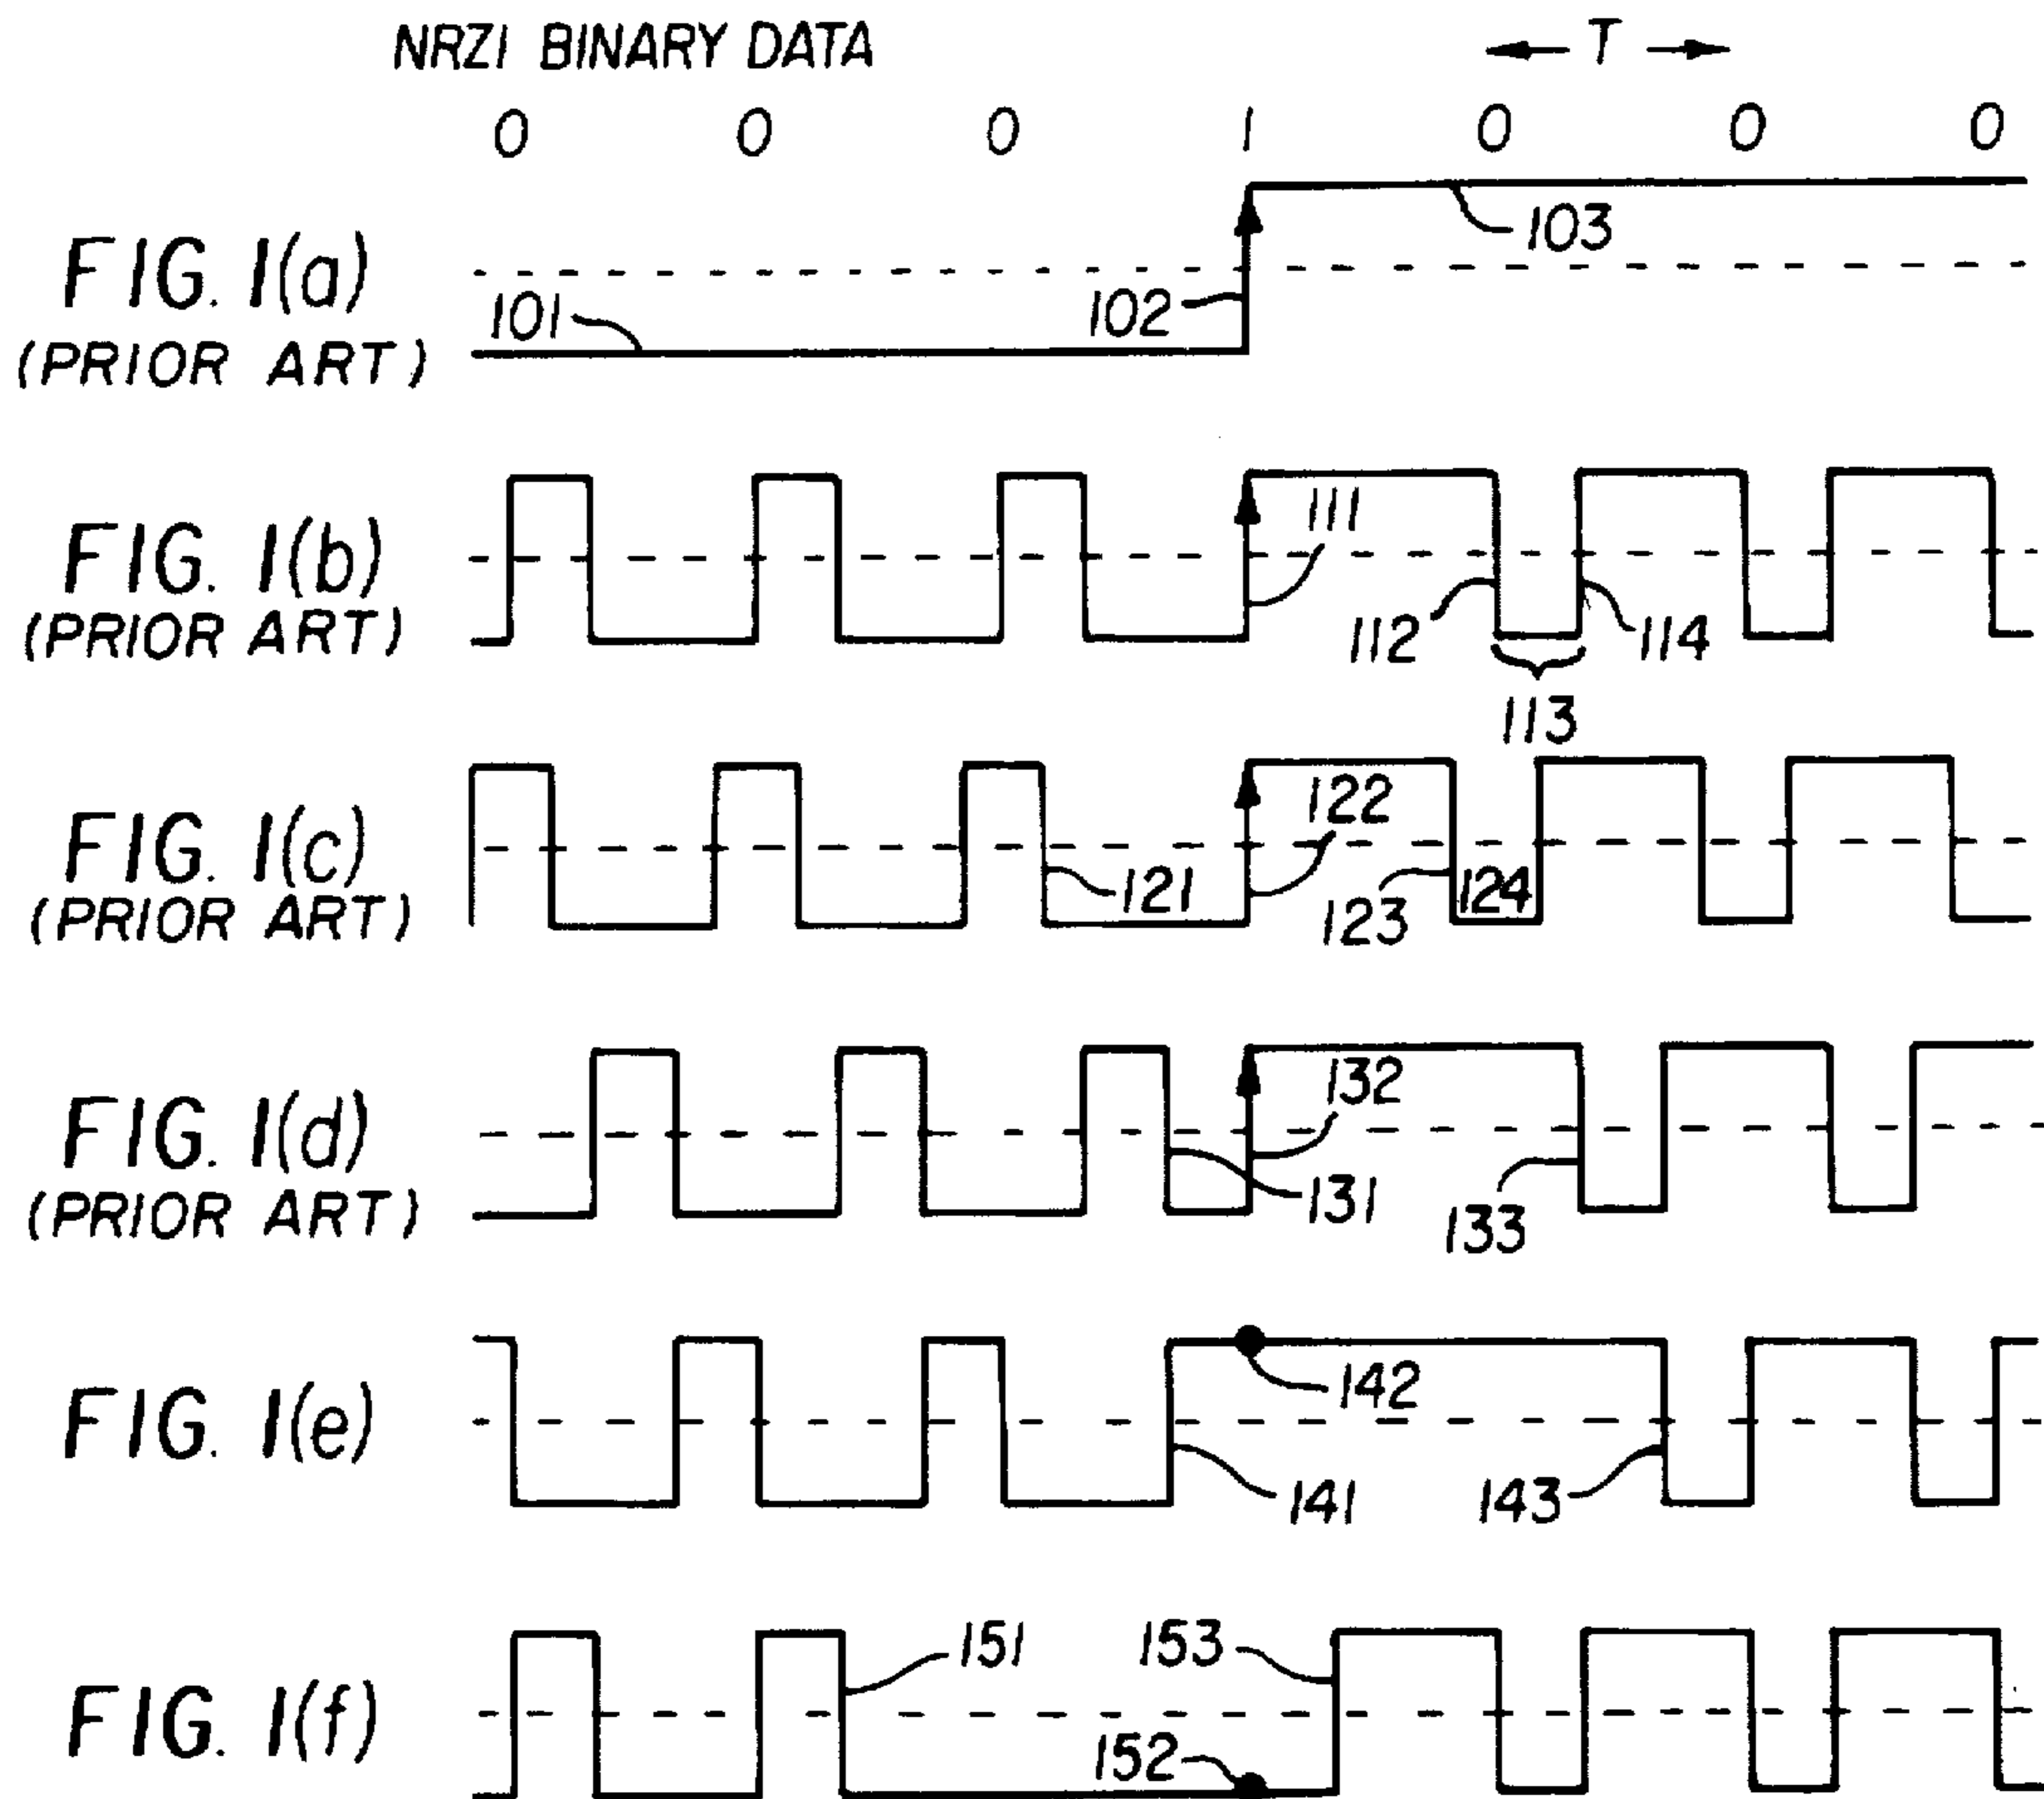 NRZI BINARY DATA
T
0 0 0 1 0 0 0
FIG. 1(a)
(PRIOR ART)
101
102
103
FIG. 1(b)
(PRIOR ART)
111
112
114
113
FIG. 1(c)
(PRIOR ART)
121
122
123
124
FIG. 1(d)
(PRIOR ART)
132
131
133
FIG. 1(e)
142
141
143
FIG. 1(f)
151
153
152